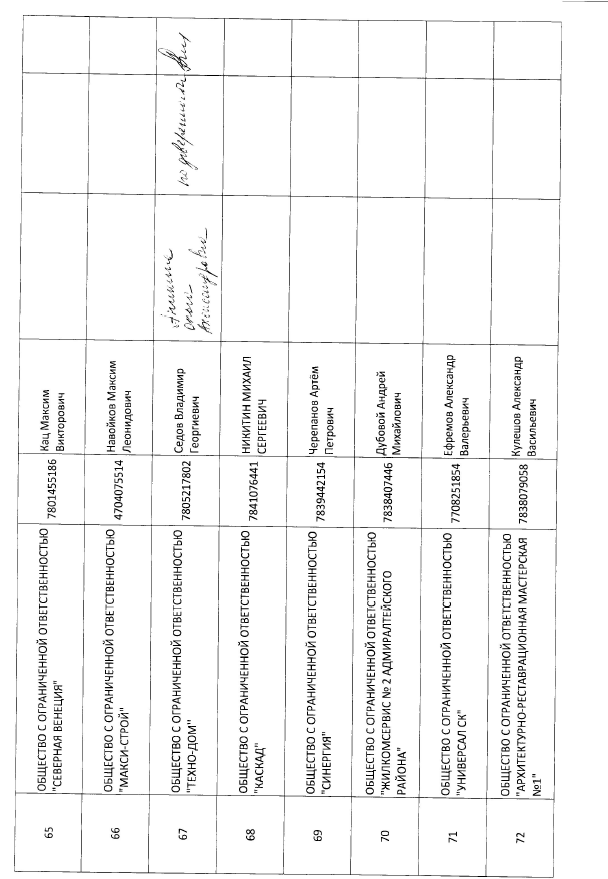 65
ОБЩЕСТВО С ОГРАНИЧЕННОЙ ОТВЕТСТВЕННОСТЬЮ
"СЕВЕРНАЯ ВЕНЕЦИЯ"
7801455186
Кац Максим
Викторович
66
ОБЩЕСТВО С ОГРАНИЧЕННОЙ ОТВЕТСТВЕННОСТЬЮ
"МАКСИ-СТРОЙ"
4704075514
Навойков Максим
Леонидович
67
ОБЩЕСТВО С ОГРАНИЧЕННОЙ ОТВЕТСТВЕННОСТЬЮ
"ТЕХНО-ДОМ"
7805217802
Седов Владимир
Георгиевич
Александрович
по доверенности
68
ОБЩЕСТВО С ОГРАНИЧЕННОЙ ОТВЕТСТВЕННОСТЬЮ
"КАСКАД"
7841076441
НИКИТИН МИХАИЛ
СЕРГЕЕВИЧ
69
ОБЩЕСТВО С ОГРАНИЧЕННОЙ ОТВЕТСТВЕННОСТЬЮ
"СИНЕРГИЯ"
7839442154
Черепанов Артём
Петрович
70
ОБЩЕСТВО С ОГРАНИЧЕННОЙ ОТВЕТСТВЕННОСТЬЮ
"ЖИЛКОМСЕРВИС № 2 АДМИРАЛТЕЙСКОГО
РАЙОНА"
7838407446
Дубовой Андрей
Михайлович
71
ОБЩЕСТВО С ОГРАНИЧЕННОЙ ОТВЕТСТВЕННОСТЬЮ
"УНИВЕРСАЛ СК"
7708251854
Ефремов Александр
Валерьевич
72
ОБЩЕСТВО С ОГРАНИЧЕННОЙ ОТВЕТСТВЕННОСТЬЮ
"АРХИТЕКТУРНО-РЕСТАВРАЦИОННАЯ МАСТЕРСКАЯ
№1"
7838079058
Кулешов Александр
Васильевич